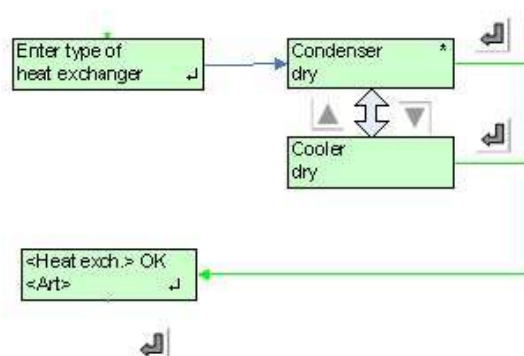 Enter type of
heat exchanger ↵
Condenser *
dry
Cooler
dry
<Heat exch.> OK
<Art> ↵